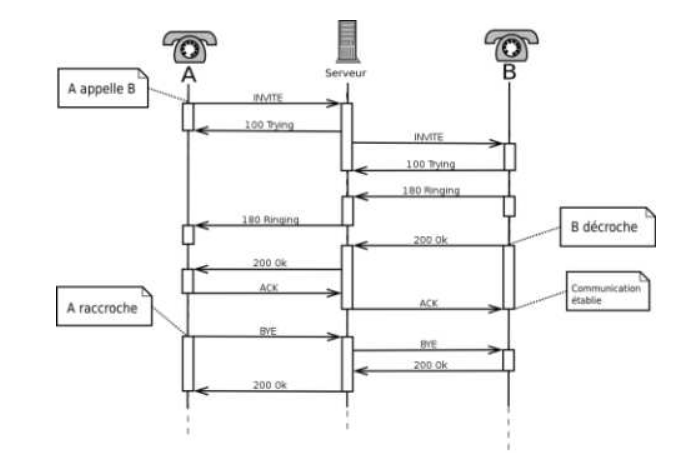 A
Serveur
B
A appelle B
INVITE
100 Trying
INVITE
100 Trying
180 Ringing
180 Ringing
B décroche
200 Ok
200 Ok
ACK
Communication
établie
ACK
A raccroche
BYE
BYE
200 Ok
200 Ok